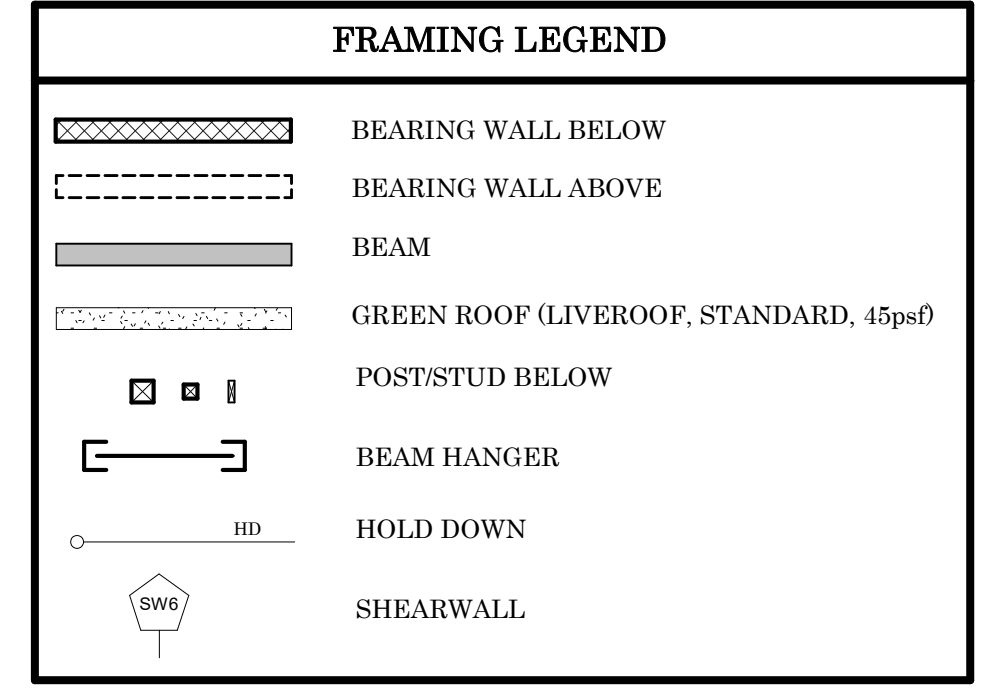 FRAMING LEGEND
BEARING WALL BELOW
BEARING WALL ABOVE
BEAM
GREEN ROOF (LIVEROOF, STANDARD, 45psf)
POST/STUD BELOW
BEAM HANGER
HD HOLD DOWN
SW6 SHEARWALL